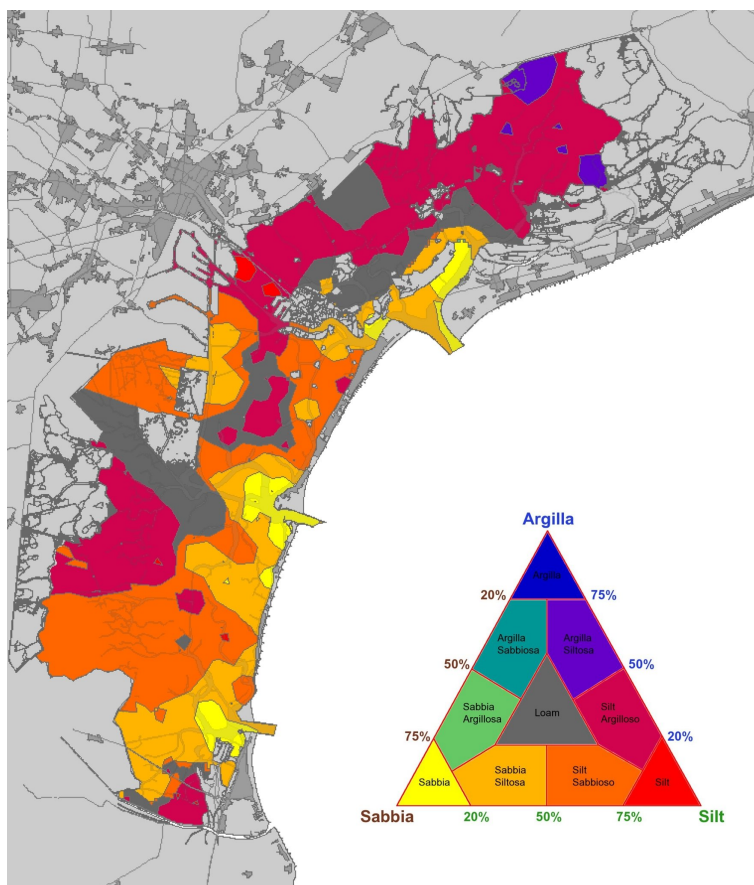 Argilla
Argilla
20%
75%
Argilla
Sabbiosa
Argilla
Siltosa
50%
50%
Sabbia
Argillosa
Loam
Silt
Argilloso
75%
20%
Sabbia
Sabbia
Siltosa
Silt
Sabbioso
Silt
Sabbia
20%
50%
75%
Silt